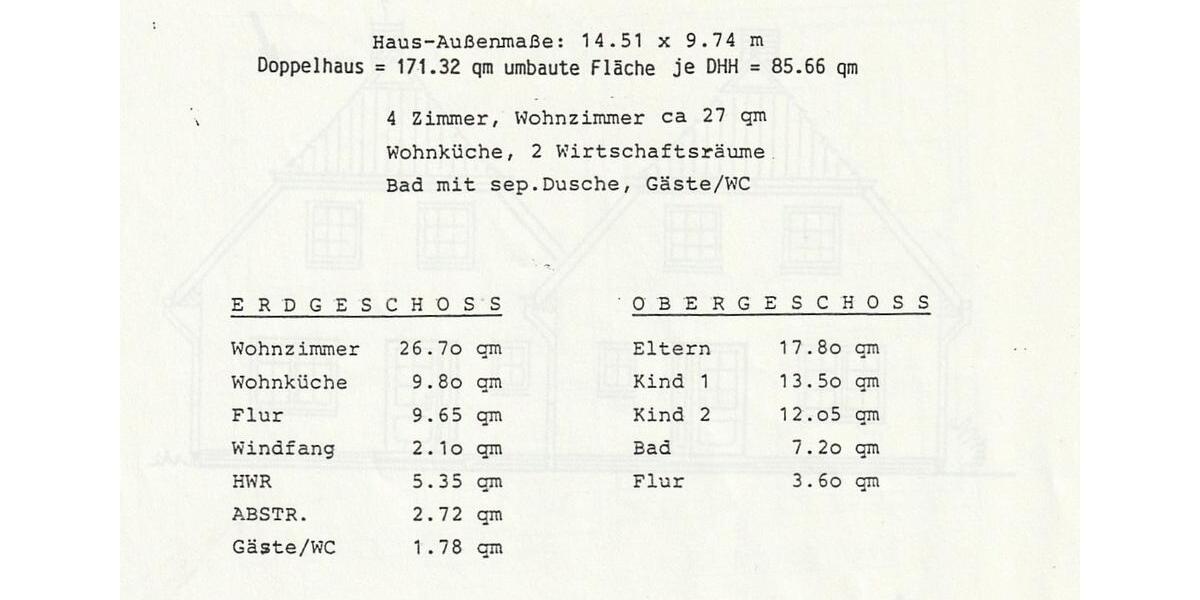 Haus-Außenmaße: 14.51 x 9.74 m
Doppelhaus = 171.32 qm umbaute Fläche je DHH = 85.66 qm
4 Zimmer, Wohnzimmer ca 27 qm
Wohnküche, 2 Wirtschaftsräume
Bad mit sep.Dusche, Gäste/WC
E R D G E S C H O S S
Wohnzimmer 26.7o qm
Wohnküche 9.8o qm
Flur 9.65 qm
Windfang 2.1o qm
HWR 5.35 qm
ABSTR. 2.72 qm
Gäste/WC 1.78 qm
O B E R G E S C H O S S
Eltern 17.8o qm
Kind 1 13.5o qm
Kind 2 12.o5 qm
Bad 7.2o qm
Flur 3.6o qm